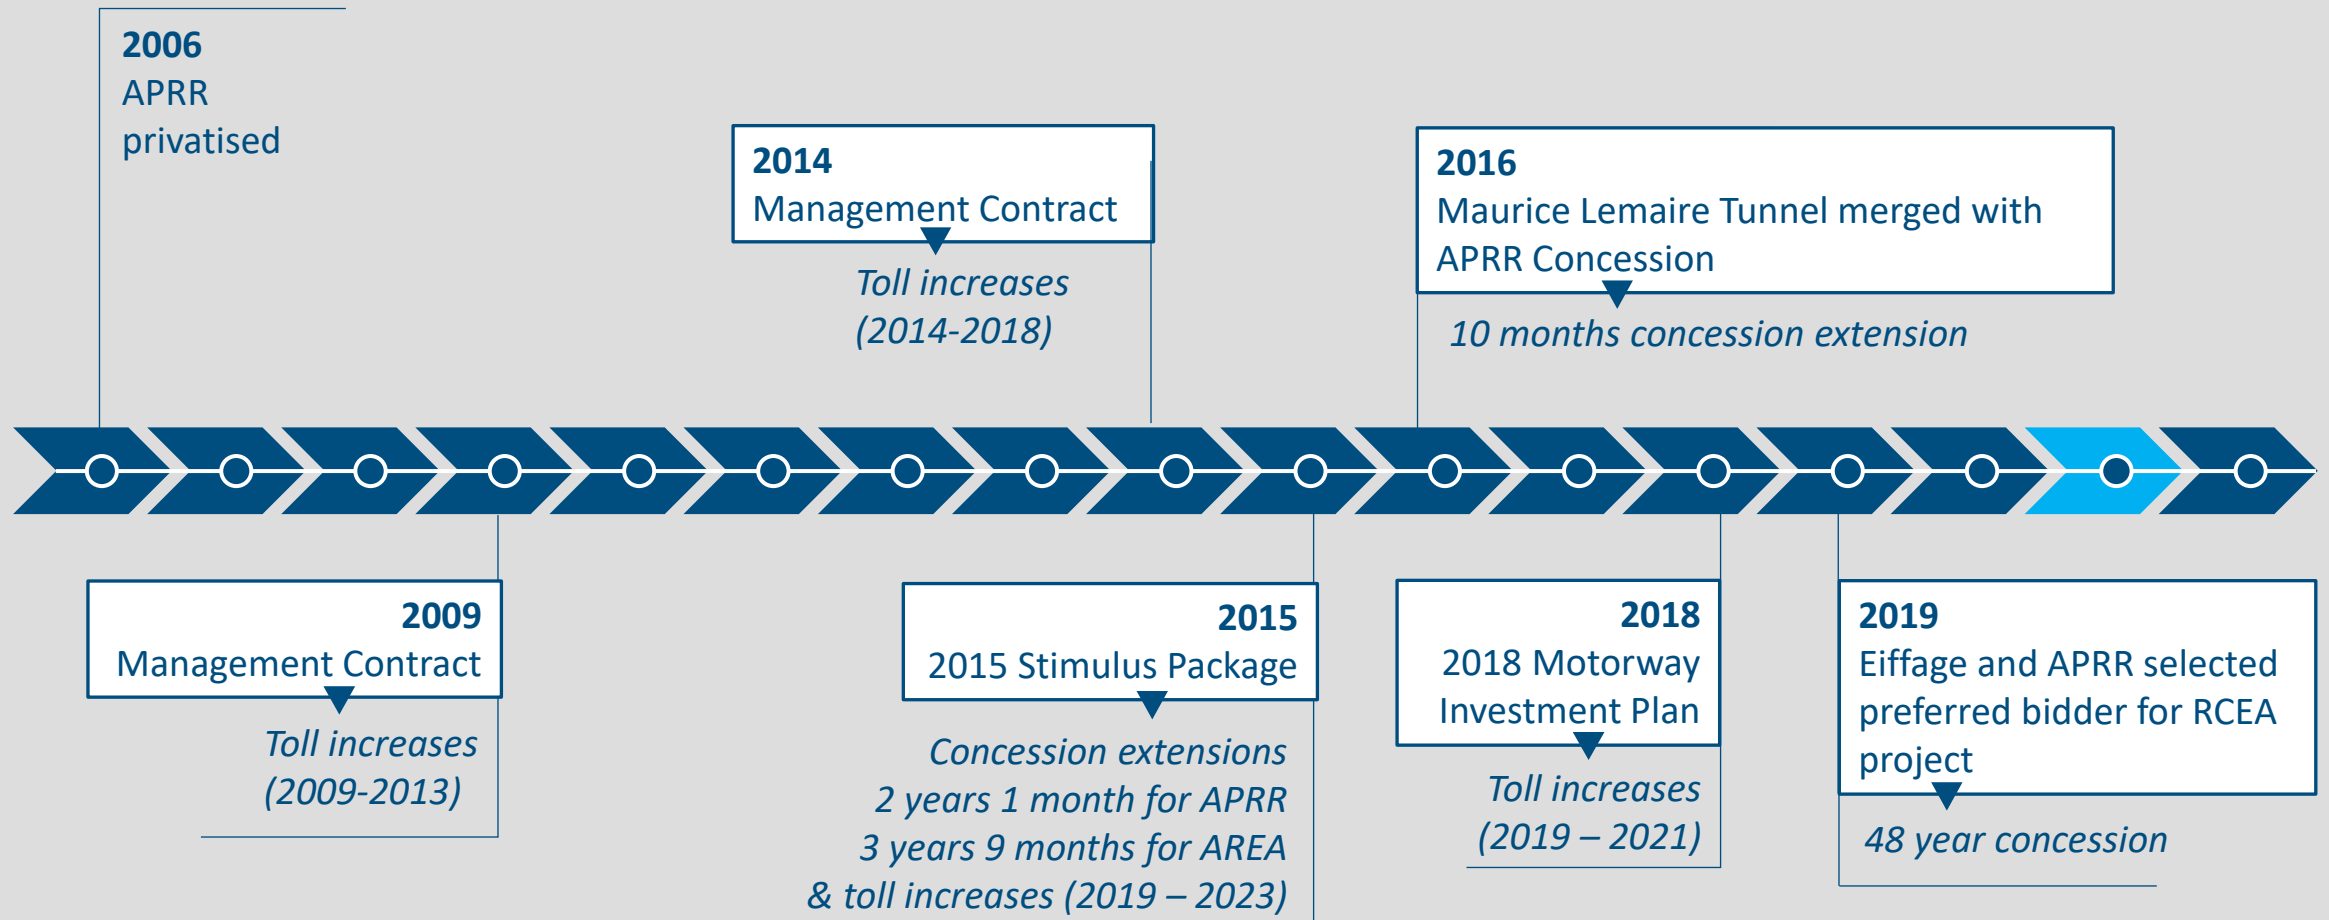 2006
APRR
privatised
2014
Management Contract
Toll increases
(2014-2018)
2016
Maurice Lemaire Tunnel merged with
APRR Concession
10 months concession extension
2009
Management Contract
Toll increases
(2009-2013)
2015
2015 Stimulus Package
Concession extensions
2 years 1 month for APRR
3 years 9 months for AREA
& toll increases (2019 – 2023)
2018
2018 Motorway
Investment Plan
Toll increases
(2019 – 2021)
2019
Eiffage and APRR selected
preferred bidder for RCEA
project
48 year concession